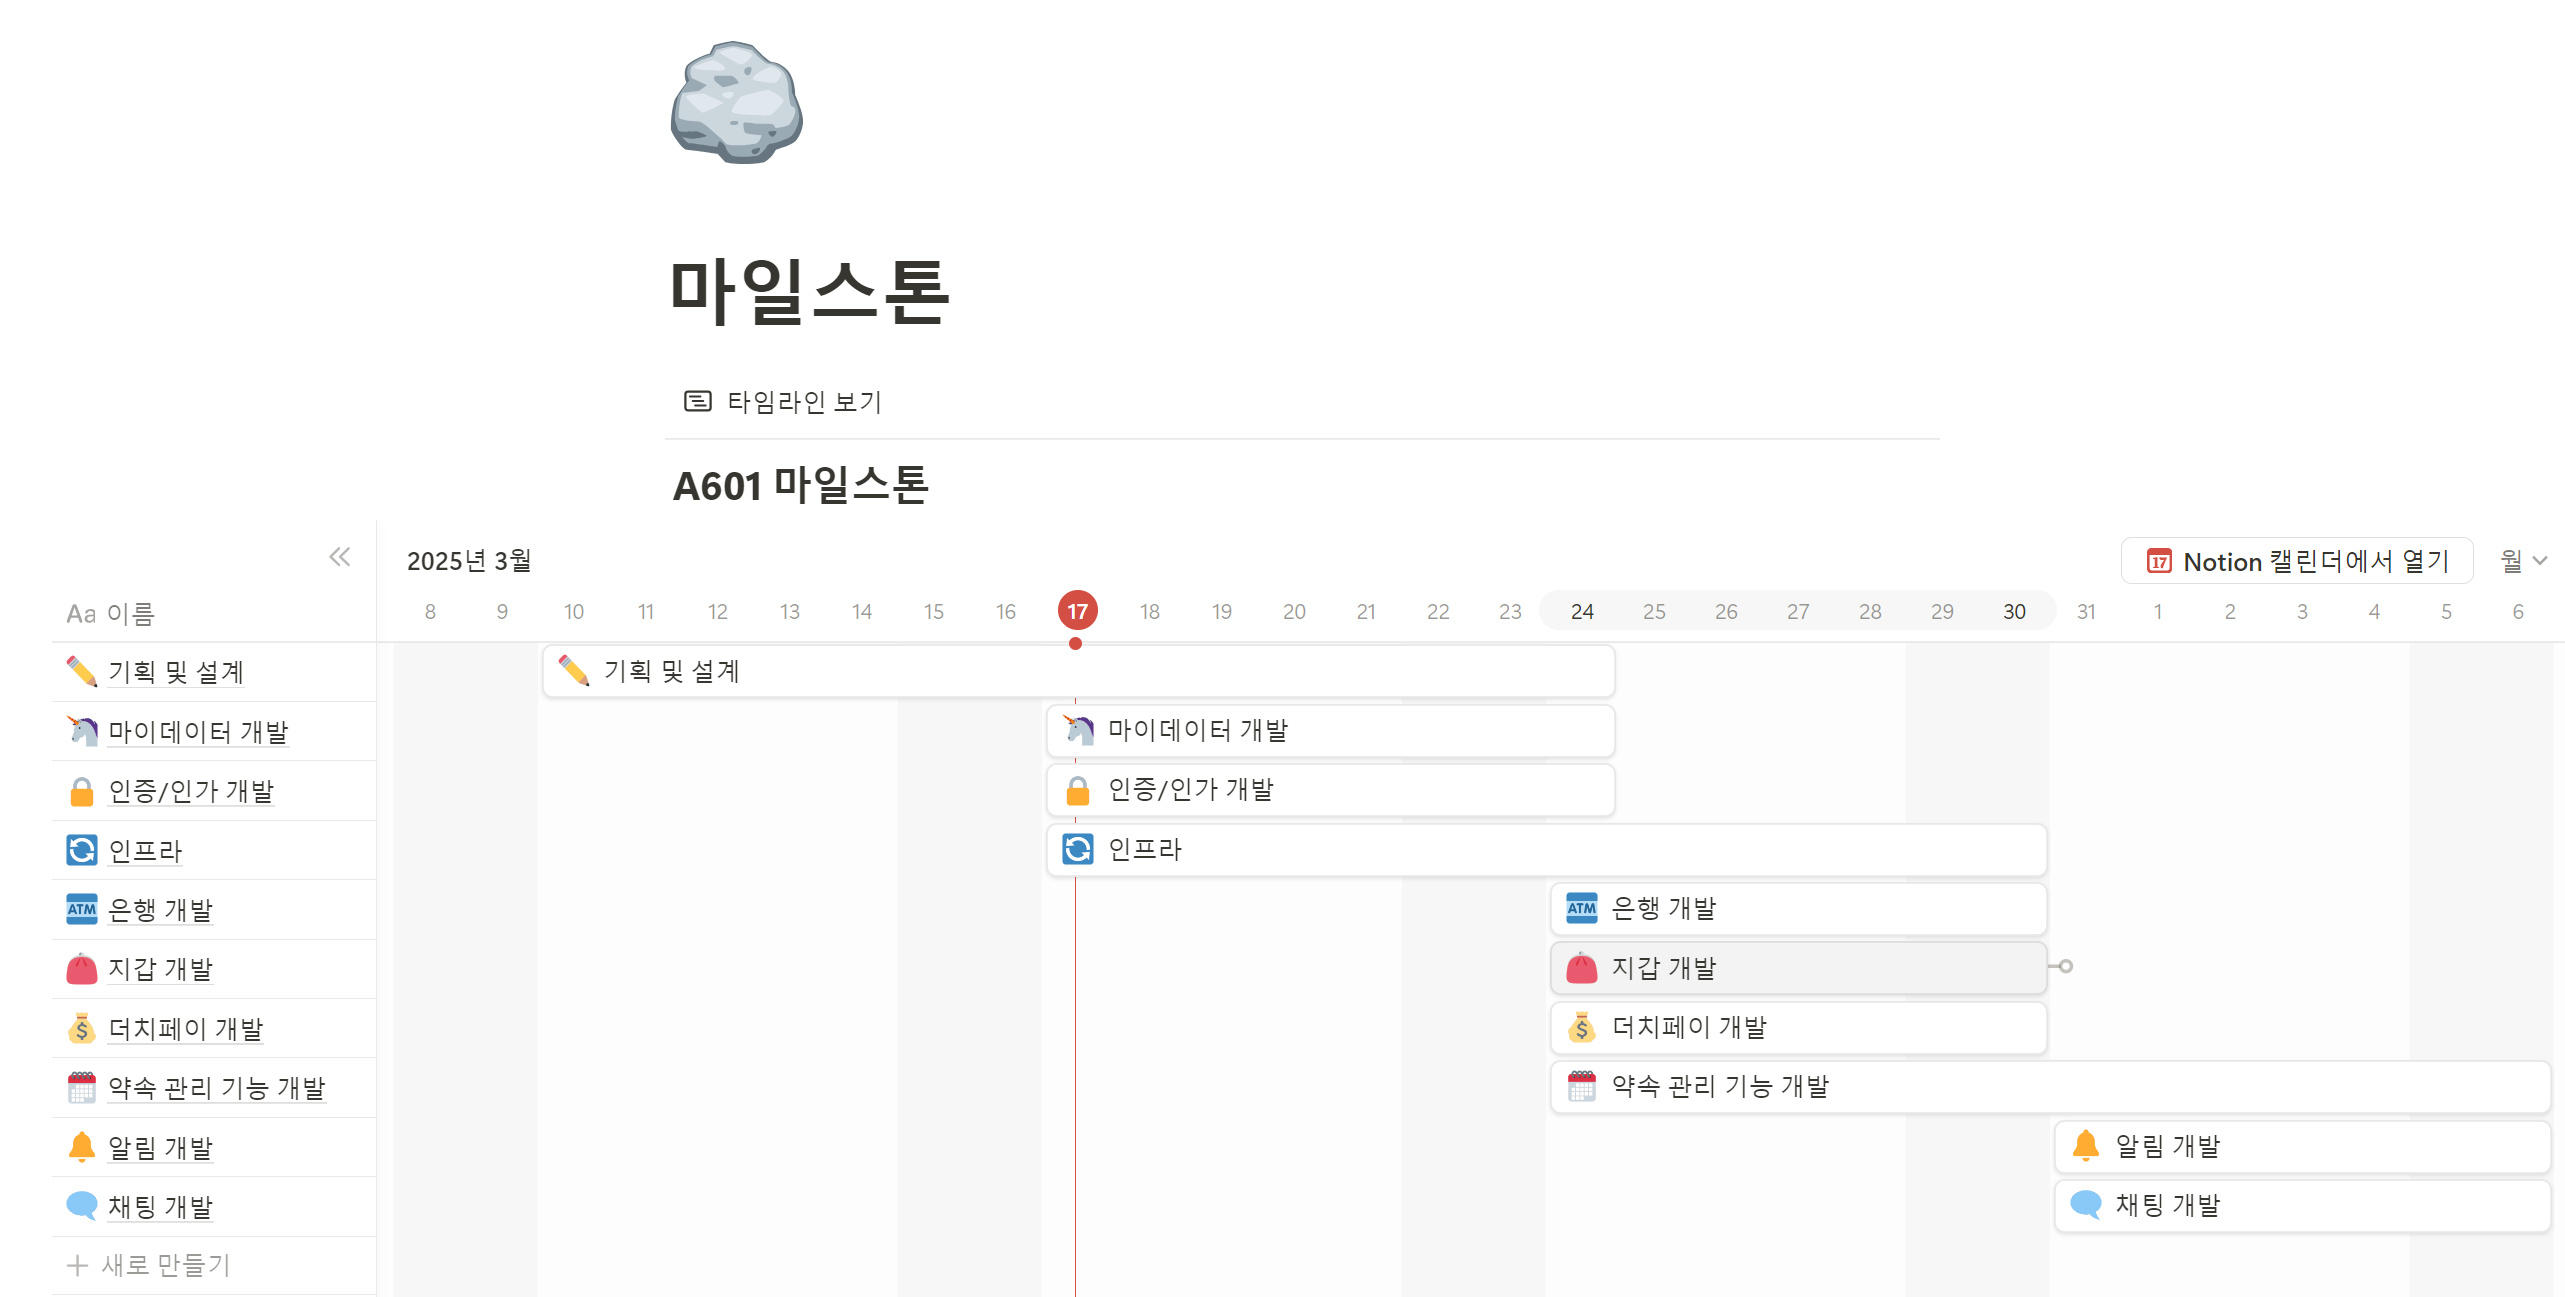 마일스톤
타임라인 보기
A601 마일스톤
2025년 3월
17 Notion 캘린더에서 열기 월
Aa 이름 8 9 10 11 12 13 14 15 16 17 18 19 20 21 22 23 24 25 26 27 28 29 30 31 1 2 3 4 5 6
기획 및 설계 기획 및 설계
마이데이터 개발 마이데이터 개발
인증/인가 개발 인증/인가 개발
인프라 인프라
ATM 은행 개발 ATM 은행 개발
지갑 개발 지갑 개발
더치페이 개발 더치페이 개발
약속 관리 기능 개발 약속 관리 기능 개발
알림 개발 알림 개발
채팅 개발 채팅 개발
새로 만들기